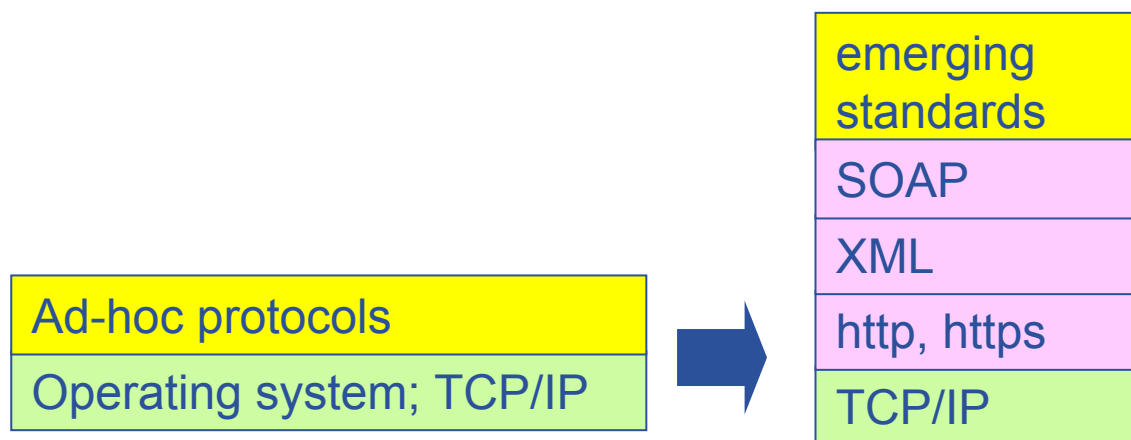 Ad-hoc protocols
Operating system; TCP/IP
emerging
standards
SOAP
XML
http, https
TCP/IP